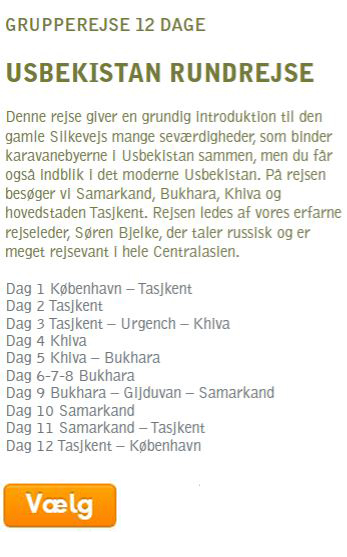 GRUPPEREJSE 12 DAGE
USBEKISTAN RUNDREJSE
Denne rejse giver en grundig introduktion til den
gamle Silkevejs mange seværdigheder, som binder
karavanebyerne i Usbekistan sammen, men du får
også indblik i det moderne Usbekistan. På rejsen
besøger vi Samarkand, Bukhara, Khiva og
hovedstaden Tasjkent. Rejsen ledes af vores erfarne
rejseleder, Søren Bjelke, der taler russisk og er
meget rejsevant i hele Centralasien.
Dag 1 København – Tasjkent
Dag 2 Tasjkent
Dag 3 Tasjkent – Urgench – Khiva
Dag 4 Khiva
Dag 5 Khiva – Bukhara
Dag 6-7-8 Bukhara
Dag 9 Bukhara – Gijduvan – Samarkand
Dag 10 Samarkand
Dag 11 Samarkand – Tasjkent
Dag 12 Tasjkent – København
Vælg